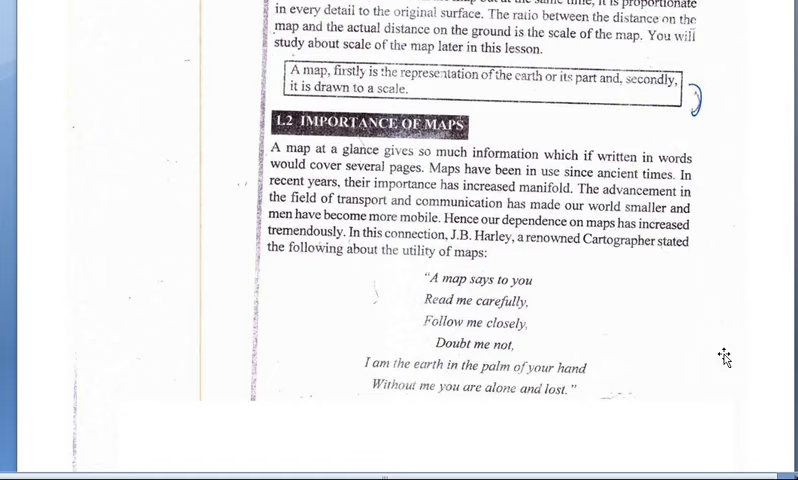 in every detail to the original surface. The ratio between the distance on the
map and the actual distance on the ground is the scale of the map. You will
study about scale of the map later in this lesson.
A map, firstly is the representation of the earth or its part and, secondly,
it is drawn to a scale.
1.2 IMPORTANCE OF MAPS
A map at a glance gives so much information which if written in words
would cover several pages. Maps have been in use since ancient times. In
recent years, their importance has increased manifold. The advancement in
the field of transport and communication has made our world smaller and
men have become more mobile. Hence our dependence on maps has increased
tremendously. In this connection, J.B. Harley, a renowned Cartographer stated
the following about the utility of maps:
"A map says to you
Read me carefully,
Follow me closely,
Doubt me not,
I am the earth in the palm of your hand
Without me you are alone and lost."